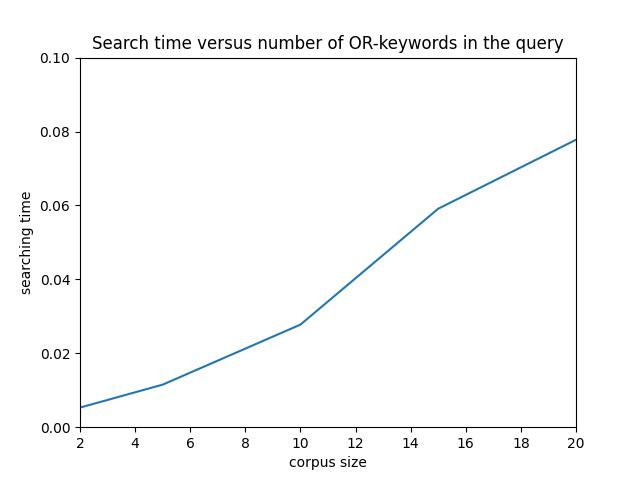 Search time versus number of OR-keywords in the query
0.10
0.08
0.06
0.04
0.02
0.00
searching time
2 4 6 8 10 12 14 16 18 20
corpus size